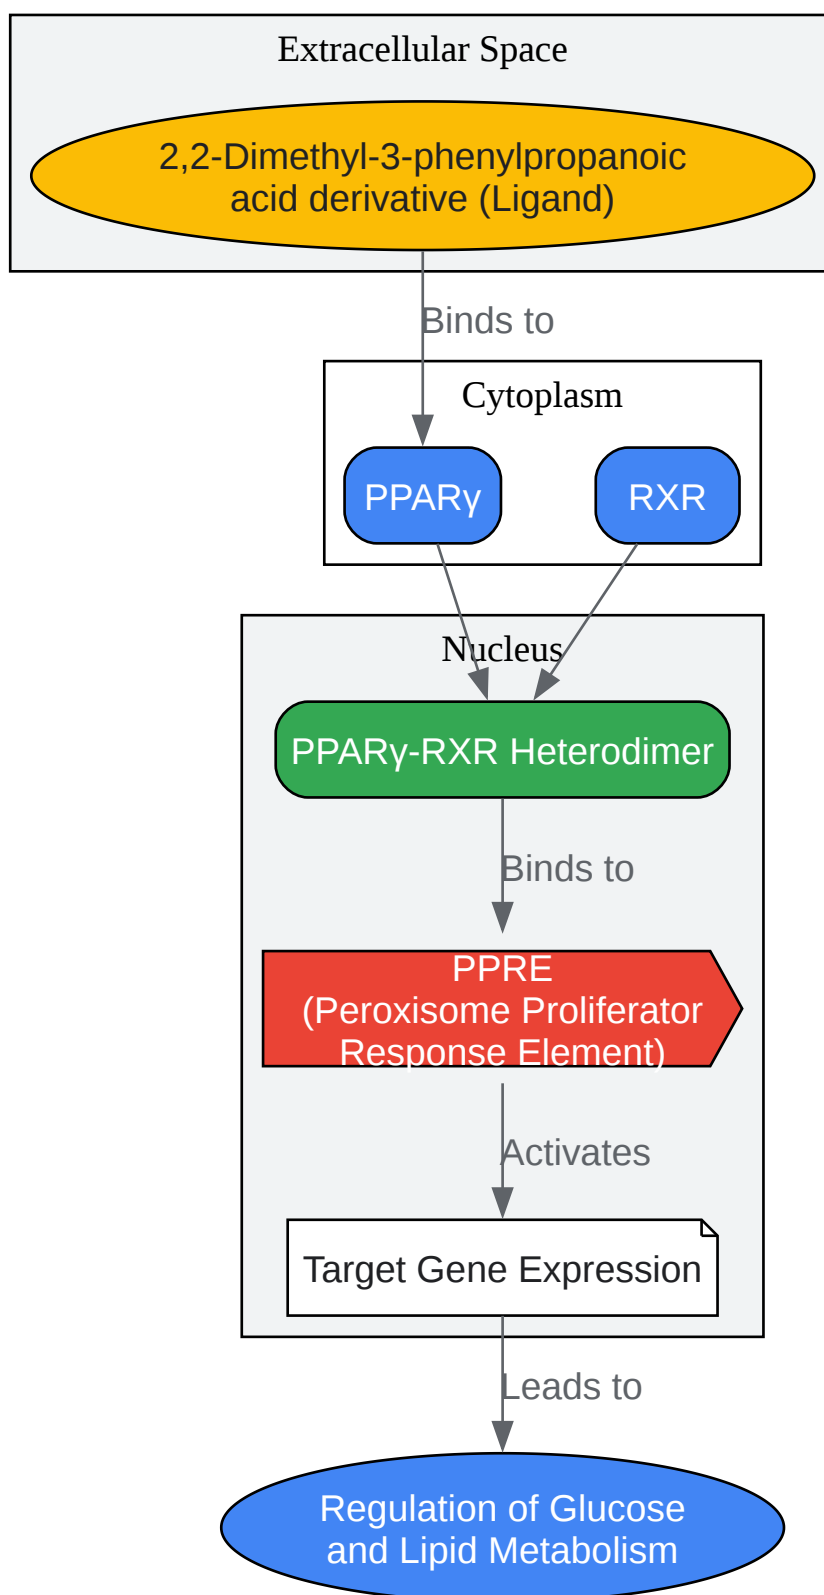 Extracellular Space
2,2-Dimethyl-3-phenylpropanoic
acid derivative (Ligand)
Binds to
Cytoplasm
PPARγ
RXR
Nucleus
PPARγ-RXR Heterodimer
Binds to
PPRE
(Peroxisome Proliferator
Response Element)
Activates
Target Gene Expression
Leads to
Regulation of Glucose
and Lipid Metabolism